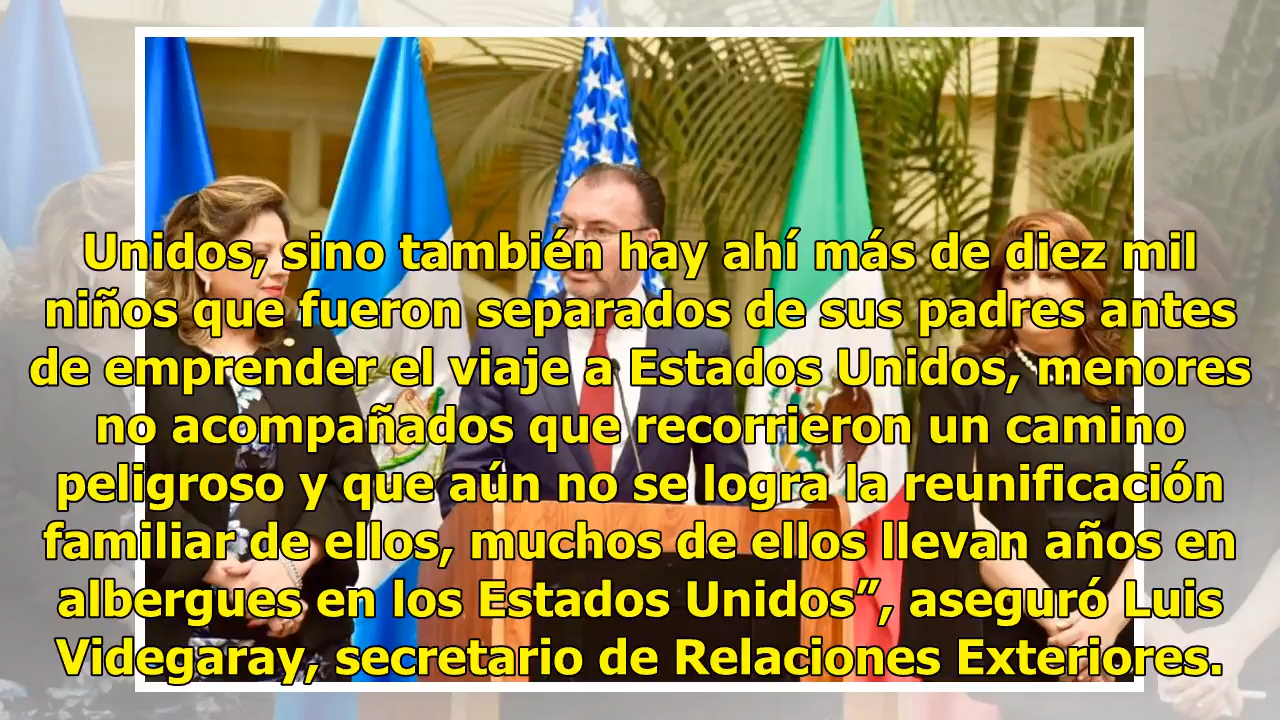 Unidos, sino también hay ahí más de diez mil
niños que fueron separados de sus padres antes
de emprender el viaje a Estados Unidos, menores
no acompañados que recorrieron un camino
peligroso y que aún no se logra la reunificación
familiar de ellos, muchos de ellos llevan años en
albergues en los Estados Unidos”, aseguró Luis
Videgaray, secretario de Relaciones Exteriores.